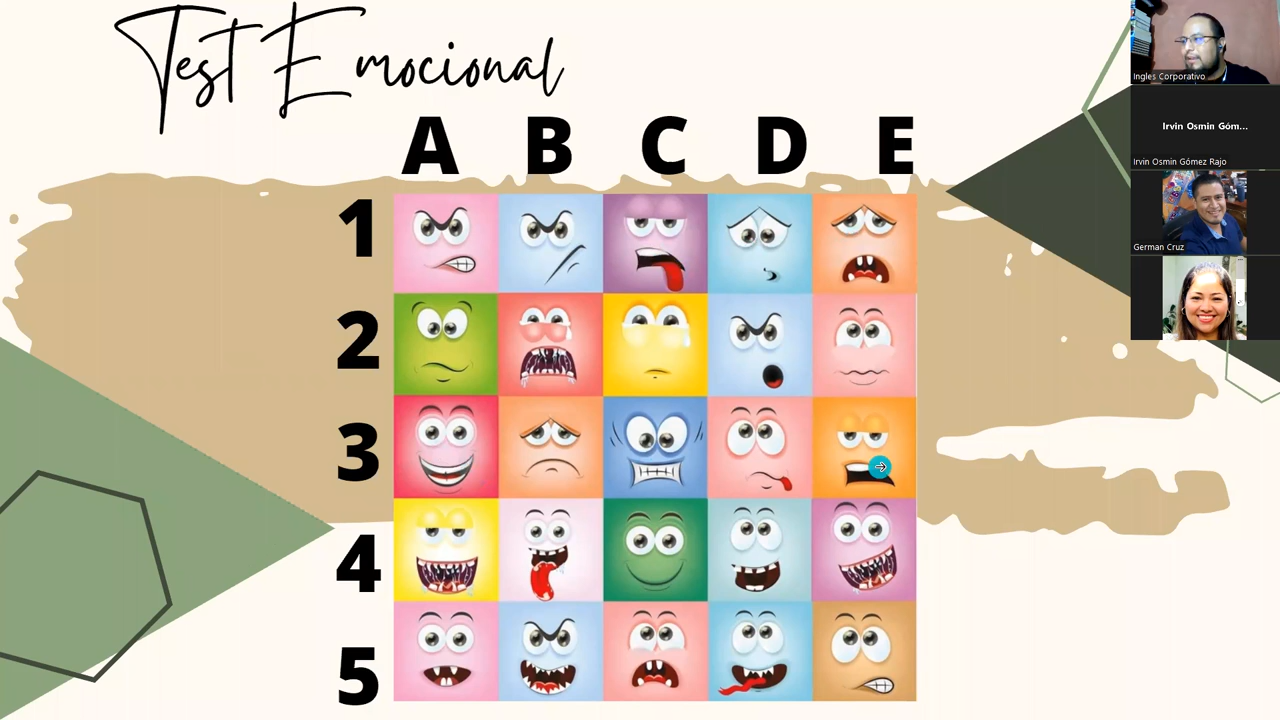 Test Emocional
A B C D E
1
2
3
4
5
Ingles Corporativo
Irvin Osmin Góm...
Irvin Osmin Gómez Rajo
German Cruz